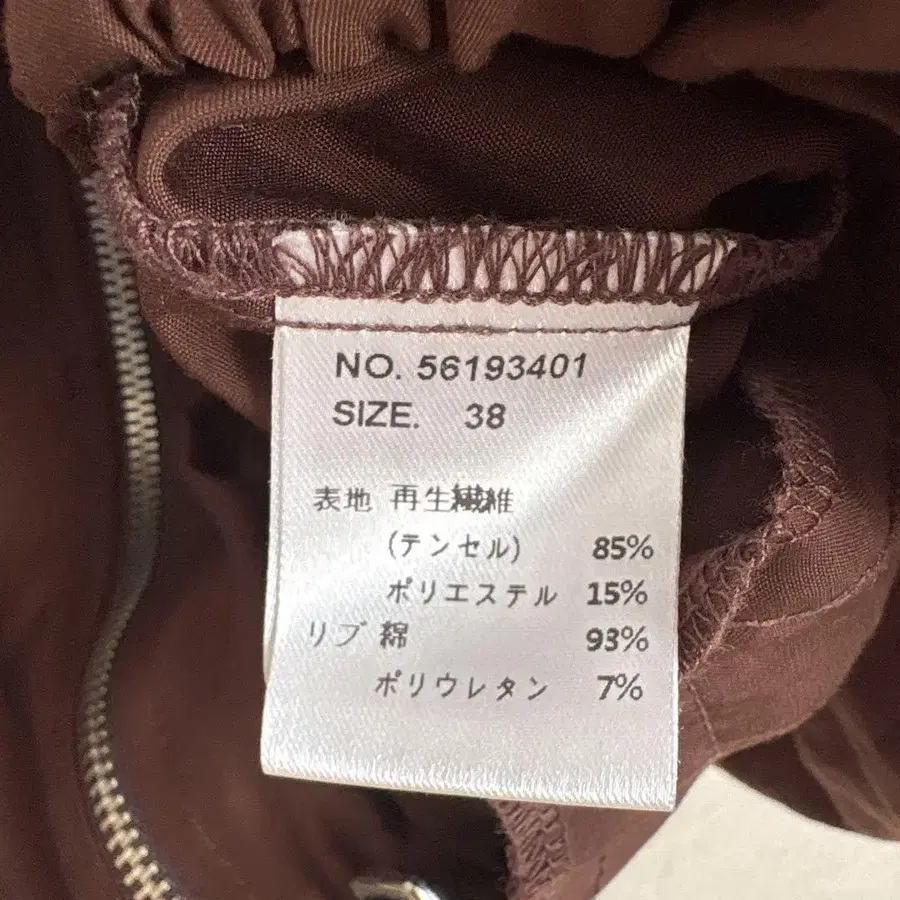 NO. 56193401
SIZE. 38
表地 再生繊維
(テンセル) 85%
ポリエステル 15%
リブ 綿 93%
ポリウレタン 7%